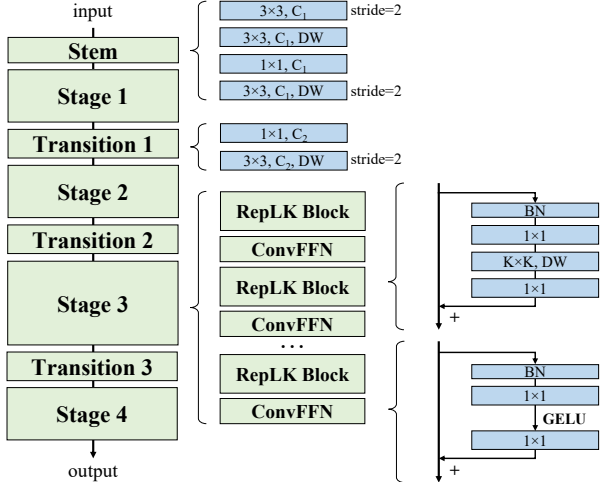 input
Stem
Stage 1
Transition 1
Stage 2
Transition 2
Stage 3
Transition 3
Stage 4
output
3×3, C₁ stride=2
3×3, C₁, DW
1×1, C₁
3×3, C₁, DW stride=2
1×1, C₂
3×3, C₂, DW stride=2
RepLK Block
ConvFFN
RepLK Block
ConvFFN
...
RepLK Block
ConvFFN
BN
1×1
K×K, DW
1×1
+
BN
1×1
GELU
1×1
+